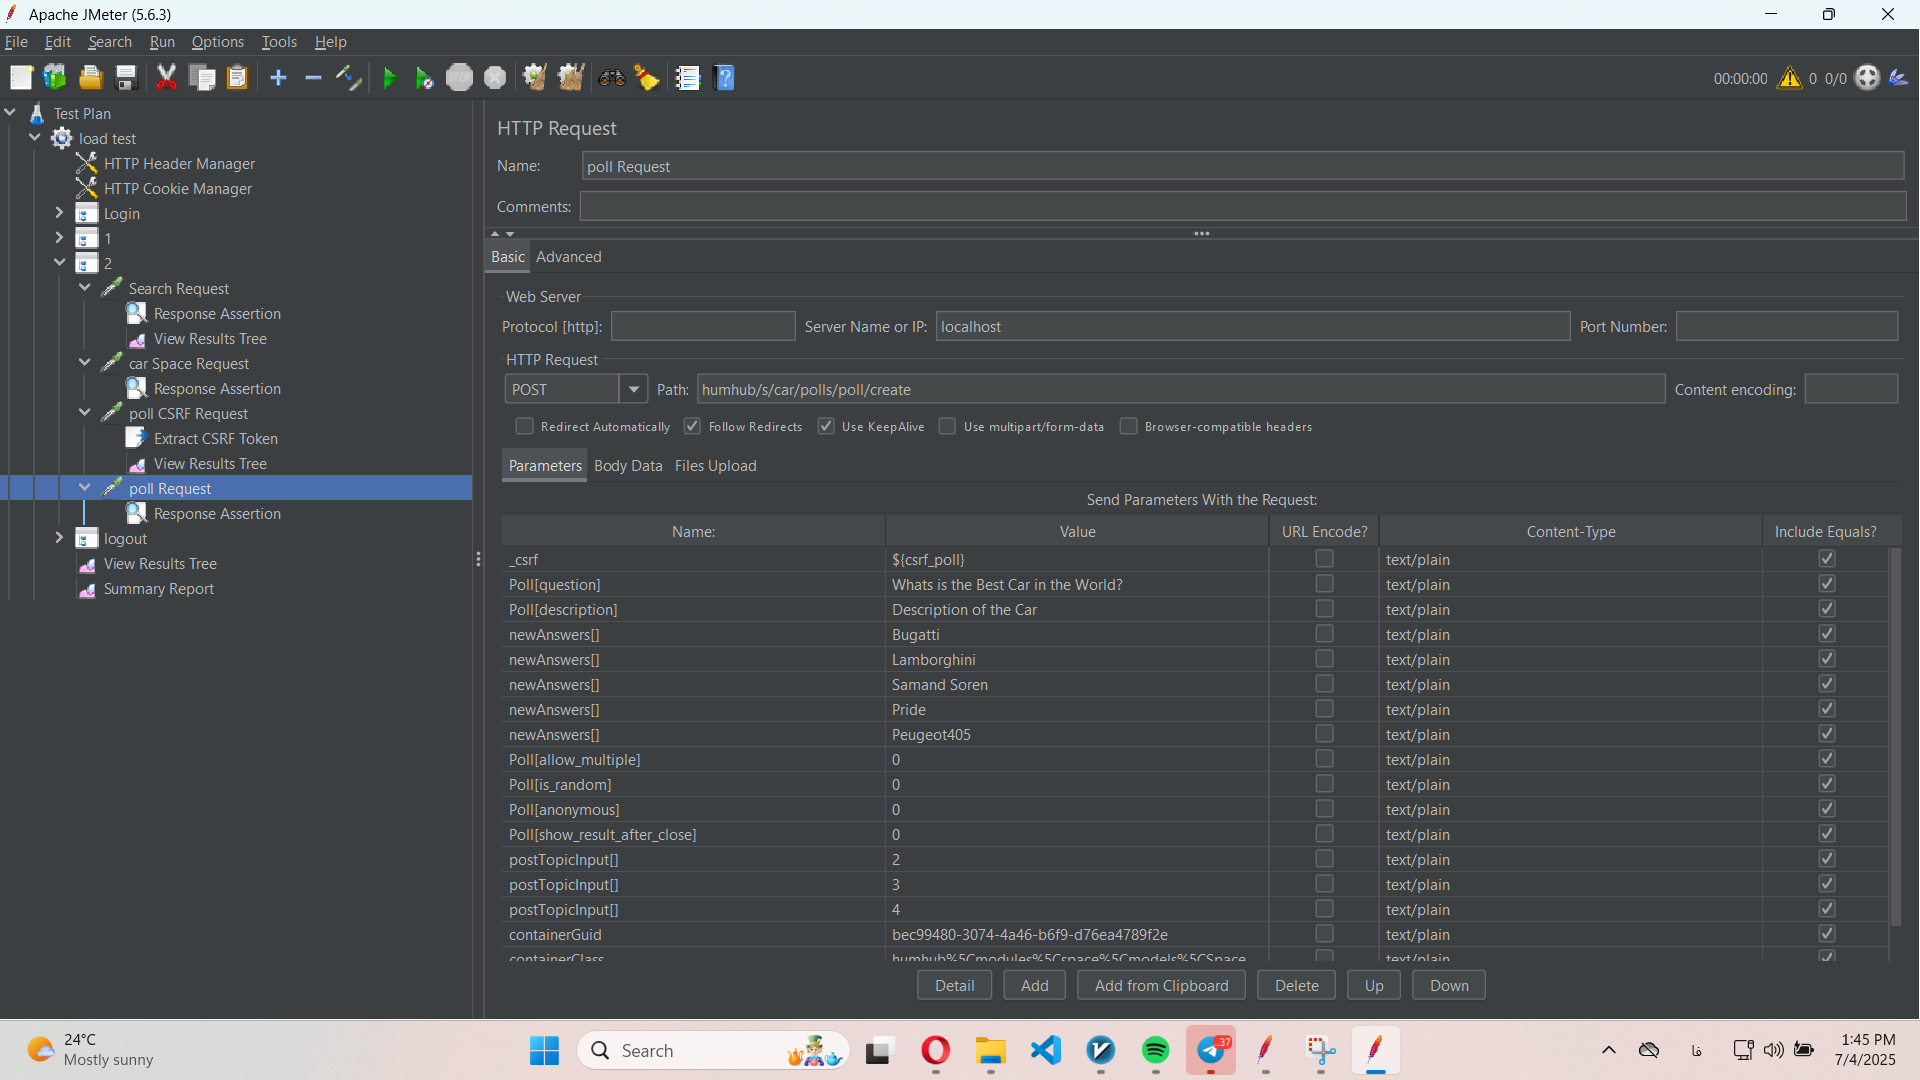 Apache JMeter (5.6.3)
File Edit Search Run Options Tools Help
STOP
00:00:00 0 0/0
Test Plan
load test
HTTP Header Manager
HTTP Cookie Manager
Login
1
2
Search Request
Response Assertion
View Results Tree
car Space Request
Response Assertion
poll CSRF Request
Extract CSRF Token
View Results Tree
poll Request
Response Assertion
logout
View Results Tree
Summary Report
HTTP Request
Name: poll Request
Comments:
Basic Advanced
Web Server
Protocol [http]: Server Name or IP: localhost Port Number:
HTTP Request
POST Path: humhub/s/car/polls/poll/create Content encoding:
Redirect Automatically Follow Redirects Use KeepAlive Use multipart/form-data Browser-compatible headers
Parameters Body Data Files Upload
Send Parameters With the Request:
Name: Value URL Encode? Content-Type Include Equals?
_csrf ${csrf_poll} text/plain
Poll[question] Whats is the Best Car in the World? text/plain
Poll[description] Description of the Car text/plain
newAnswers[] Bugatti text/plain
newAnswers[] Lamborghini text/plain
newAnswers[] Samand Soren text/plain
newAnswers[] Pride text/plain
newAnswers[] Peugeot405 text/plain
Poll[allow_multiple] 0 text/plain
Poll[is_random] 0 text/plain
Poll[anonymous] 0 text/plain
Poll[show_result_after_close] 0 text/plain
postTopicInput[] 2 text/plain
postTopicInput[] 3 text/plain
postTopicInput[] 4 text/plain
containerGuid bec99480-3074-4a46-b6f9-d76ea4789f2e text/plain
containerClass humhub%5Cmodules%5Cspace%5Cmodels%5CSpace text/plain
Detail Add Add from Clipboard Delete Up Down
24°C
Mostly sunny
Search
37
فا
1:45 PM
7/4/2025